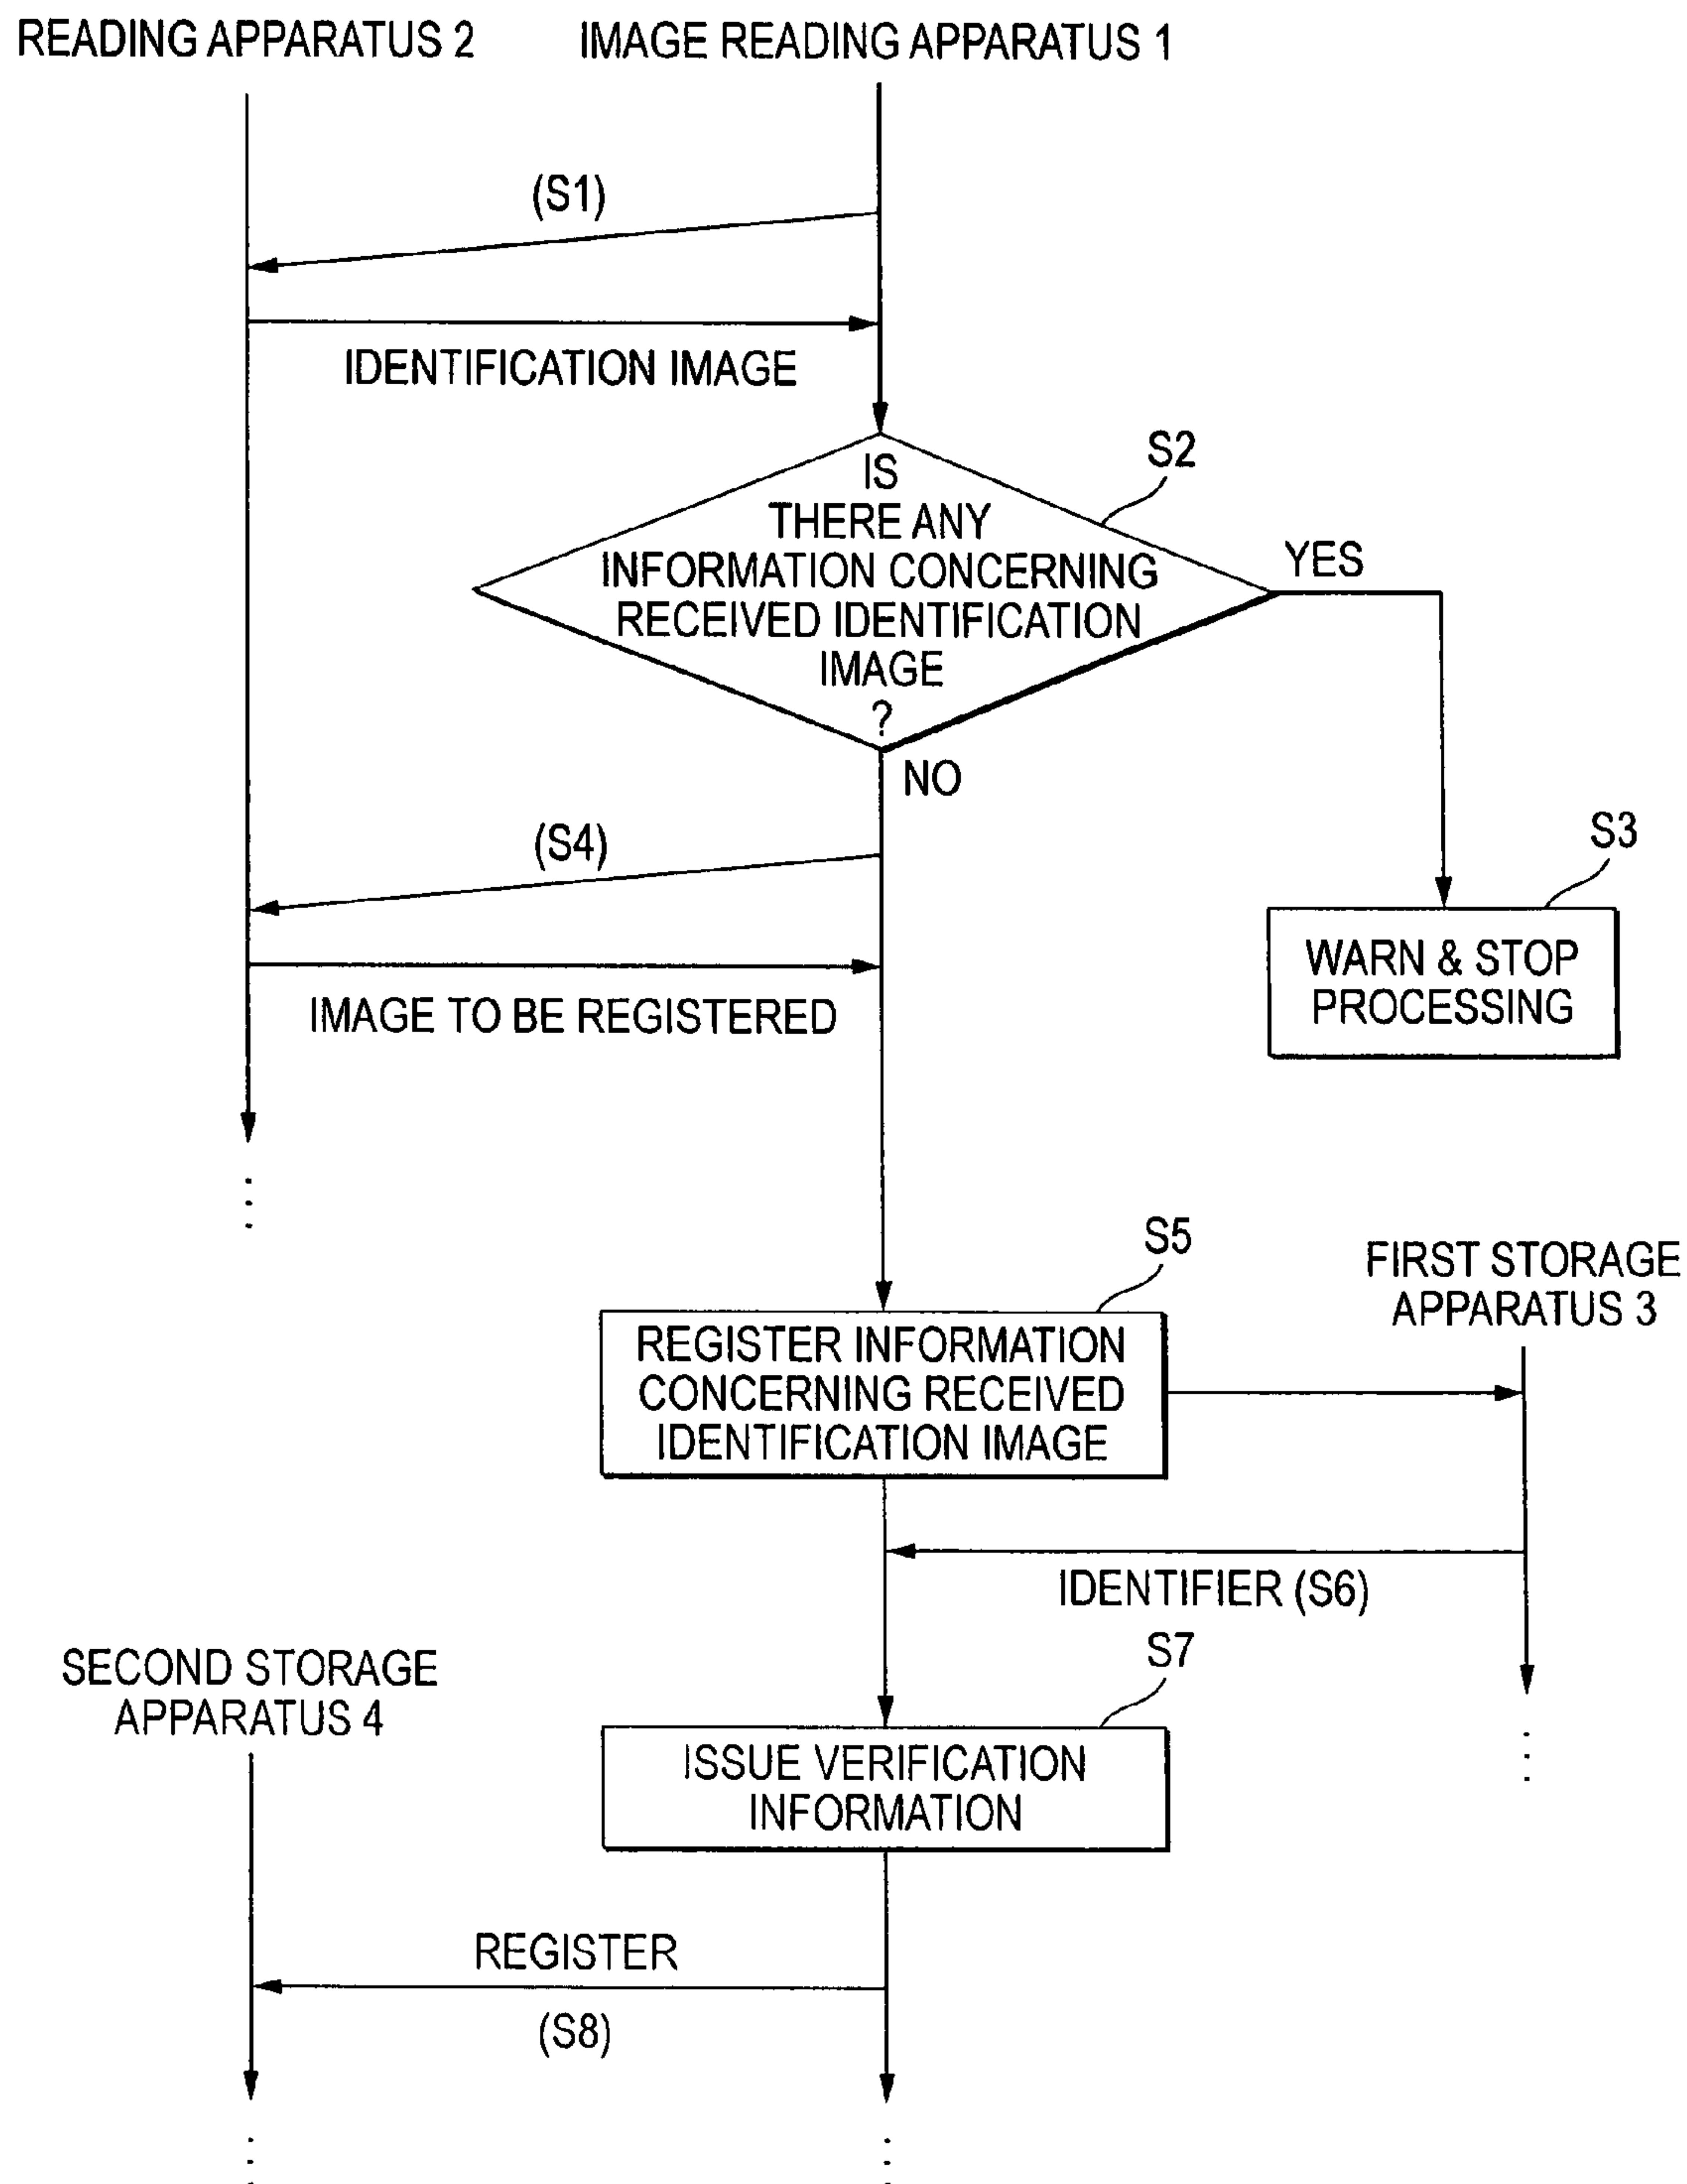 READING APPARATUS 2
IMAGE READING APPARATUS 1
(S1)
IDENTIFICATION IMAGE
S2
IS
THERE ANY
INFORMATION CONCERNING
RECEIVED IDENTIFICATION
IMAGE
?
YES
NO
(S4)
S3
WARN & STOP
PROCESSING
IMAGE TO BE REGISTERED
S5
FIRST STORAGE
APPARATUS 3
REGISTER INFORMATION
CONCERNING RECEIVED
IDENTIFICATION IMAGE
IDENTIFIER (S6)
S7
SECOND STORAGE
APPARATUS 4
ISSUE VERIFICATION
INFORMATION
REGISTER
(S8)